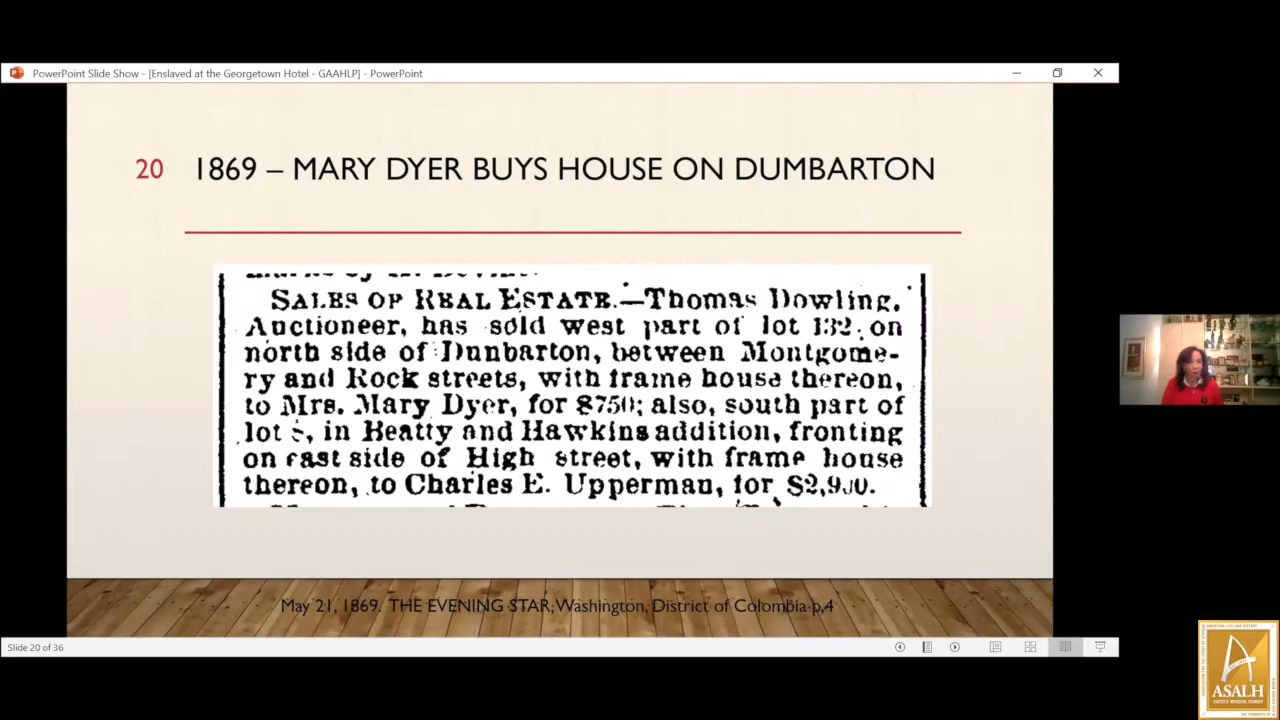 PowerPoint Slide Show - [Enslaved at the Georgetown Hotel - GAAHLP] - PowerPoint
20 1869 – MARY DYER BUYS HOUSE ON DUMBARTON
SALES OF REAL ESTATE.—Thomas Dowling,
Auctioneer, has sold west part of lot 132 on
north side of Dunbarton, between Montgome-
ry and Rock streets, with frame house thereon,
to Mrs. Mary Dyer, for $750; also, south part of
lot , in Beatty and Hawkins addition, fronting
on east side of High street, with frame house
thereon, to Charles E. Upperman, for
May 21, 1869. THE EVENING STAR, Washington, District of Colombia p,4
Slide 20 of 36
ASALH